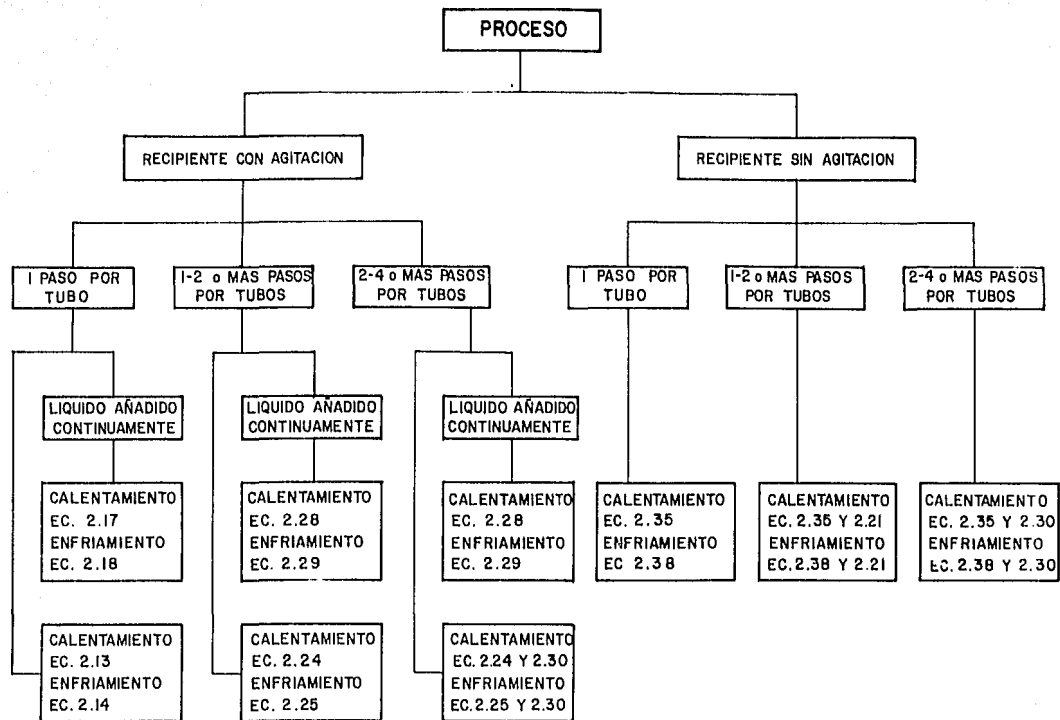 PROCESO
RECIPIENTE CON AGITACION
RECIPIENTE SIN AGITACION
1 PASO POR
TUBO
1-2 o MAS PASOS
POR TUBOS
2-4 o MAS PASOS
POR TUBOS
1 PASO POR
TUBO
1-2 o MAS PASOS
POR TUBOS
2-4 o MAS PASOS
POR TUBOS
LIQUIDO AÑADIDO
CONTINUAMENTE
LIQUIDO AÑADIDO
CONTINUAMENTE
LIQUIDO AÑADIDO
CONTINUAMENTE
CALENTAMIENTO
EC. 2.17
ENFRIAMIENTO
EC. 2.18
CALENTAMIENTO
EC. 2.28
ENFRIAMIENTO
EC. 2.29
CALENTAMIENTO
EC. 2.28
ENFRIAMIENTO
EC. 2.29
CALENTAMIENTO
EC. 2.35
ENFRIAMIENTO
EC 2.38
CALENTAMIENTO
EC. 2.35 Y 2.21
ENFRIAMIENTO
EC. 2.38 Y 2.21
CALENTAMIENTO
EC. 2.35 Y 2.30
ENFRIAMIENTO
EC. 2.38 Y 2.30
CALENTAMIENTO
EC. 2.13
ENFRIAMIENTO
EC. 2.14
CALENTAMIENTO
EC. 2.24
ENFRIAMIENTO
EC. 2.25
CALENTAMIENTO
EC. 2.24 Y 2.30
ENFRIAMIENTO
EC. 2.25 Y 2.30